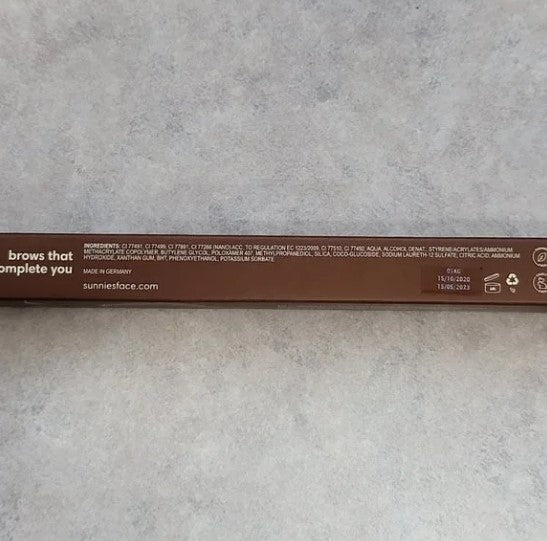 brows that
omplete you
INGREDIENTS: CI 77491, CI 77499, CI 77891, CI 77266 (NANO) ACC. TO REGULATION EC 1223/2009, CI 77510, CI 77492, AQUA, ALCOHOL DENAT., STYRENE/ACRYLATES/AMMONIUM
METHACRYLATE COPOLYMER, BUTYLENE GLYCOL, POLOXAMER 407, METHYLPROPANEDIOL, SILICA, COCO-GLUCOSIDE, SODIUM LAURETH-12 SULFATE, CITRIC ACID, AMMONIUM
HYDROXIDE, XANTHAN GUM, BHT, PHENOXYETHANOL, POTASSIUM SORBATE
MADE IN GERMANY
sunniesface.com
15/10/2020
15/05/2023